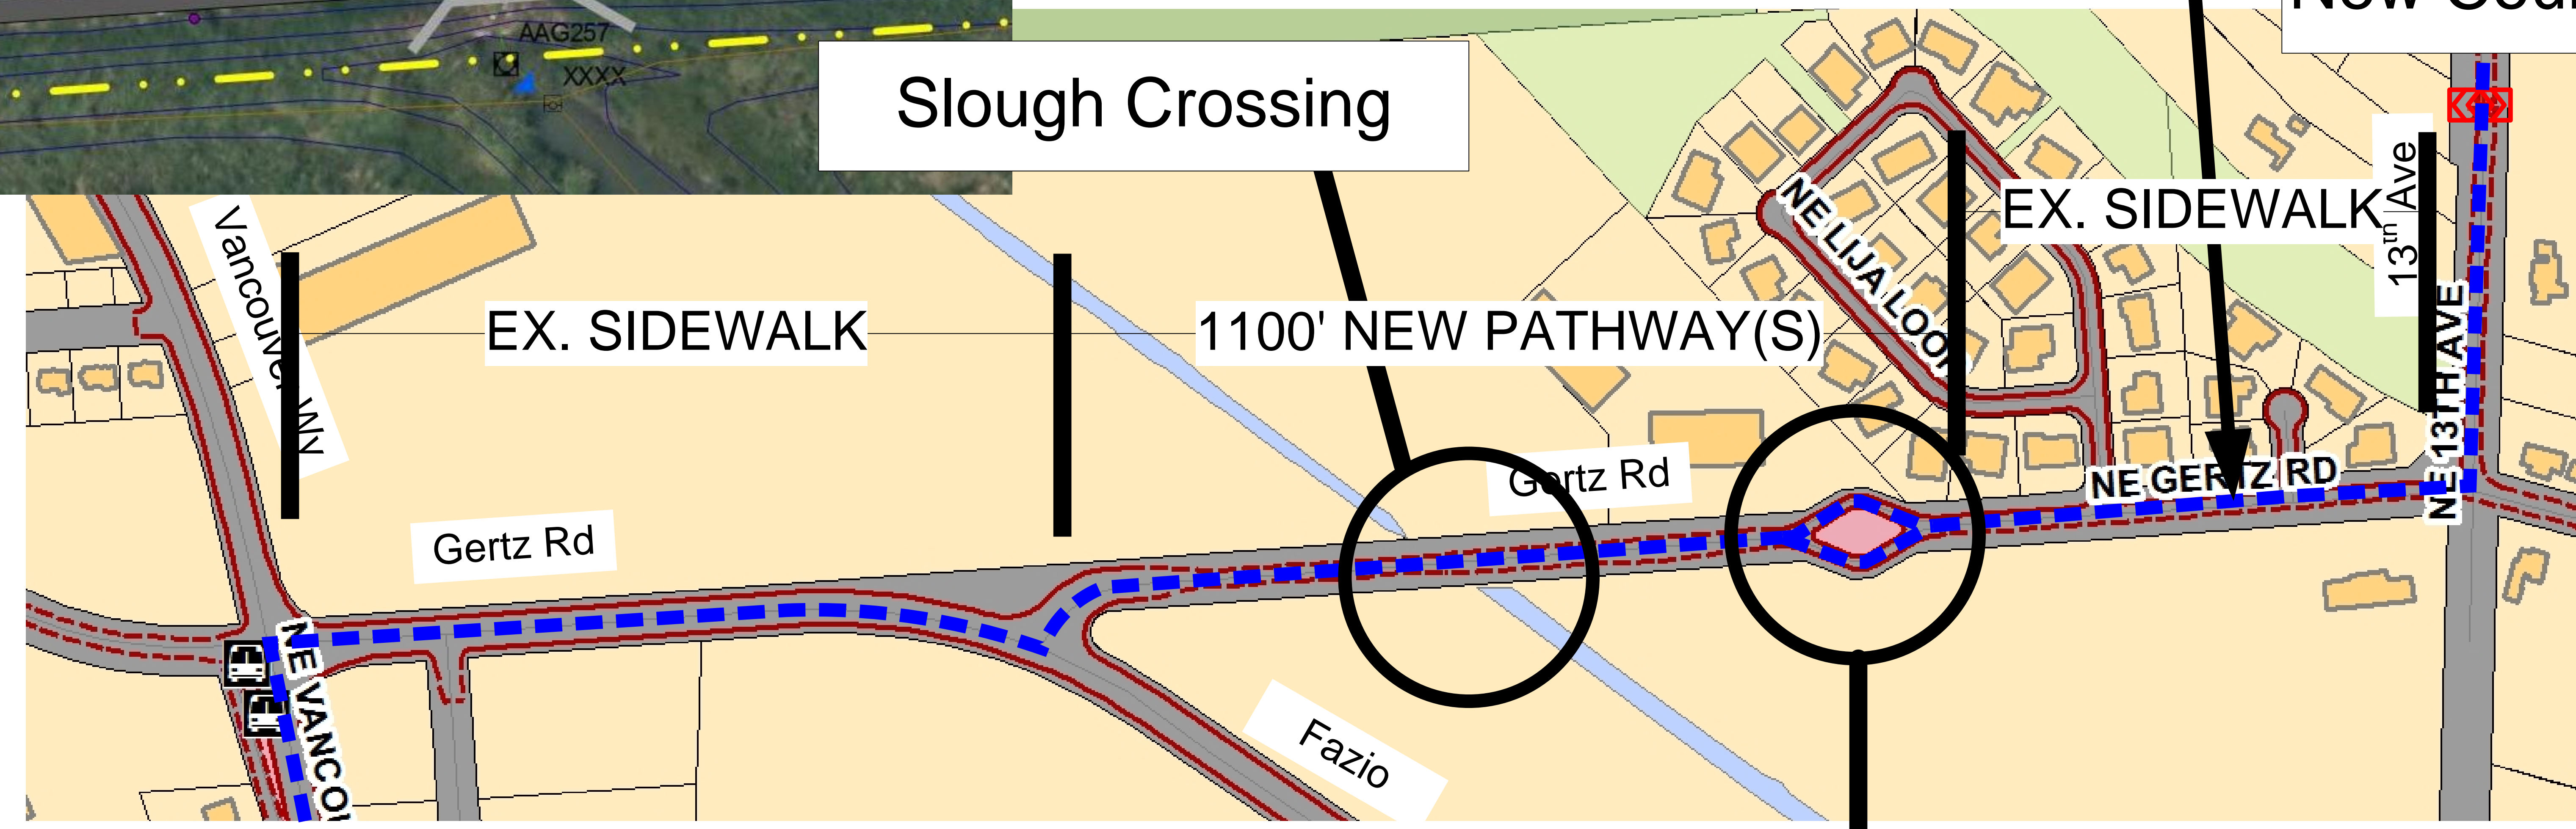 AAG257
XXXX
Slough Crossing
Vancouver Wy
EX. SIDEWALK
1100' NEW PATHWAY(S)
NE LIJA LOOP
EX. SIDEWALK
13th Ave
NE 13TH AVE
Gertz Rd
Gertz Rd
NE GERTZ RD
NE VANCOU
Fazio